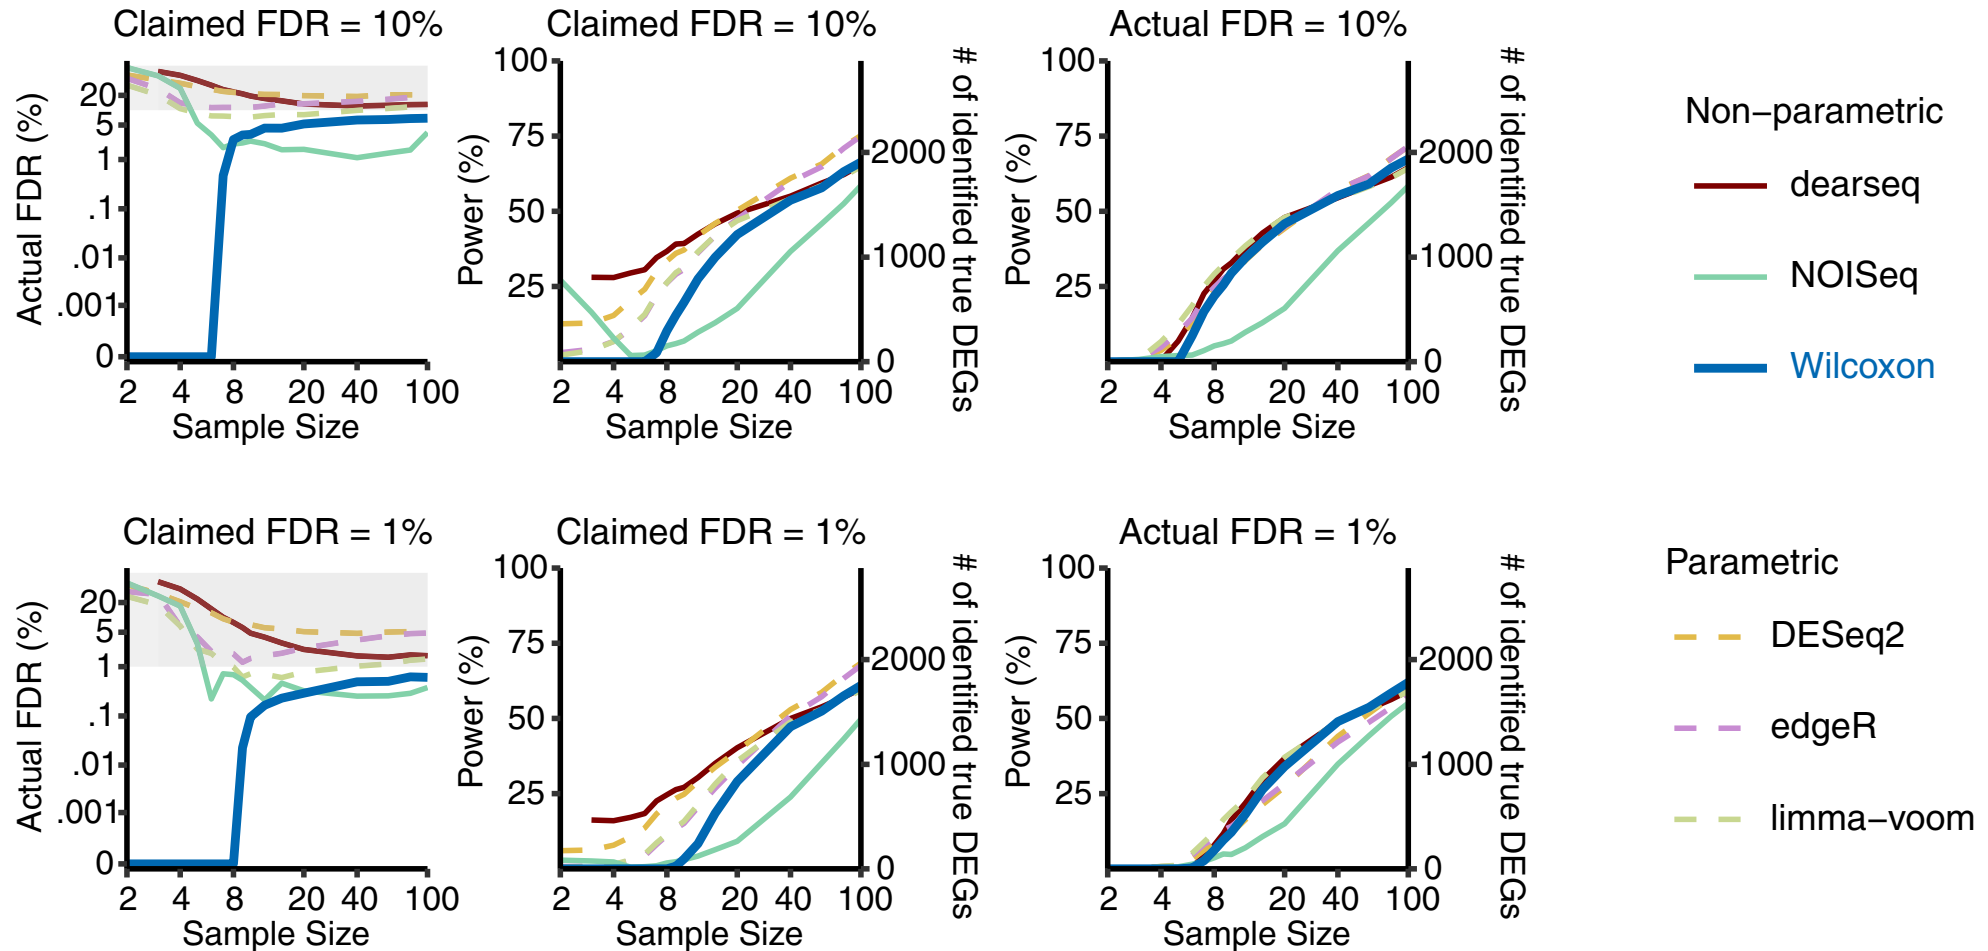 Claimed FDR = 10%
Actual FDR (%)
20
5
1
.1
.01
.001
0
2 4 8 20 40 100
Sample Size
Claimed FDR = 10%
Power (%)
100
75
50
25
# of identified true DEGs
2000
1000
0
2 4 8 20 40 100
Sample Size
Actual FDR = 10%
Power (%)
100
75
50
25
# of identified true DEGs
2000
1000
0
2 4 8 20 40 100
Sample Size
Non−parametric
dearseq
NOISeq
Wilcoxon
Claimed FDR = 1%
Actual FDR (%)
20
5
1
.1
.01
.001
0
2 4 8 20 40 100
Sample Size
Claimed FDR = 1%
Power (%)
100
75
50
25
# of identified true DEGs
2000
1000
0
2 4 8 20 40 100
Sample Size
Actual FDR = 1%
Power (%)
100
75
50
25
# of identified true DEGs
2000
1000
0
2 4 8 20 40 100
Sample Size
Parametric
DESeq2
edgeR
limma−voom